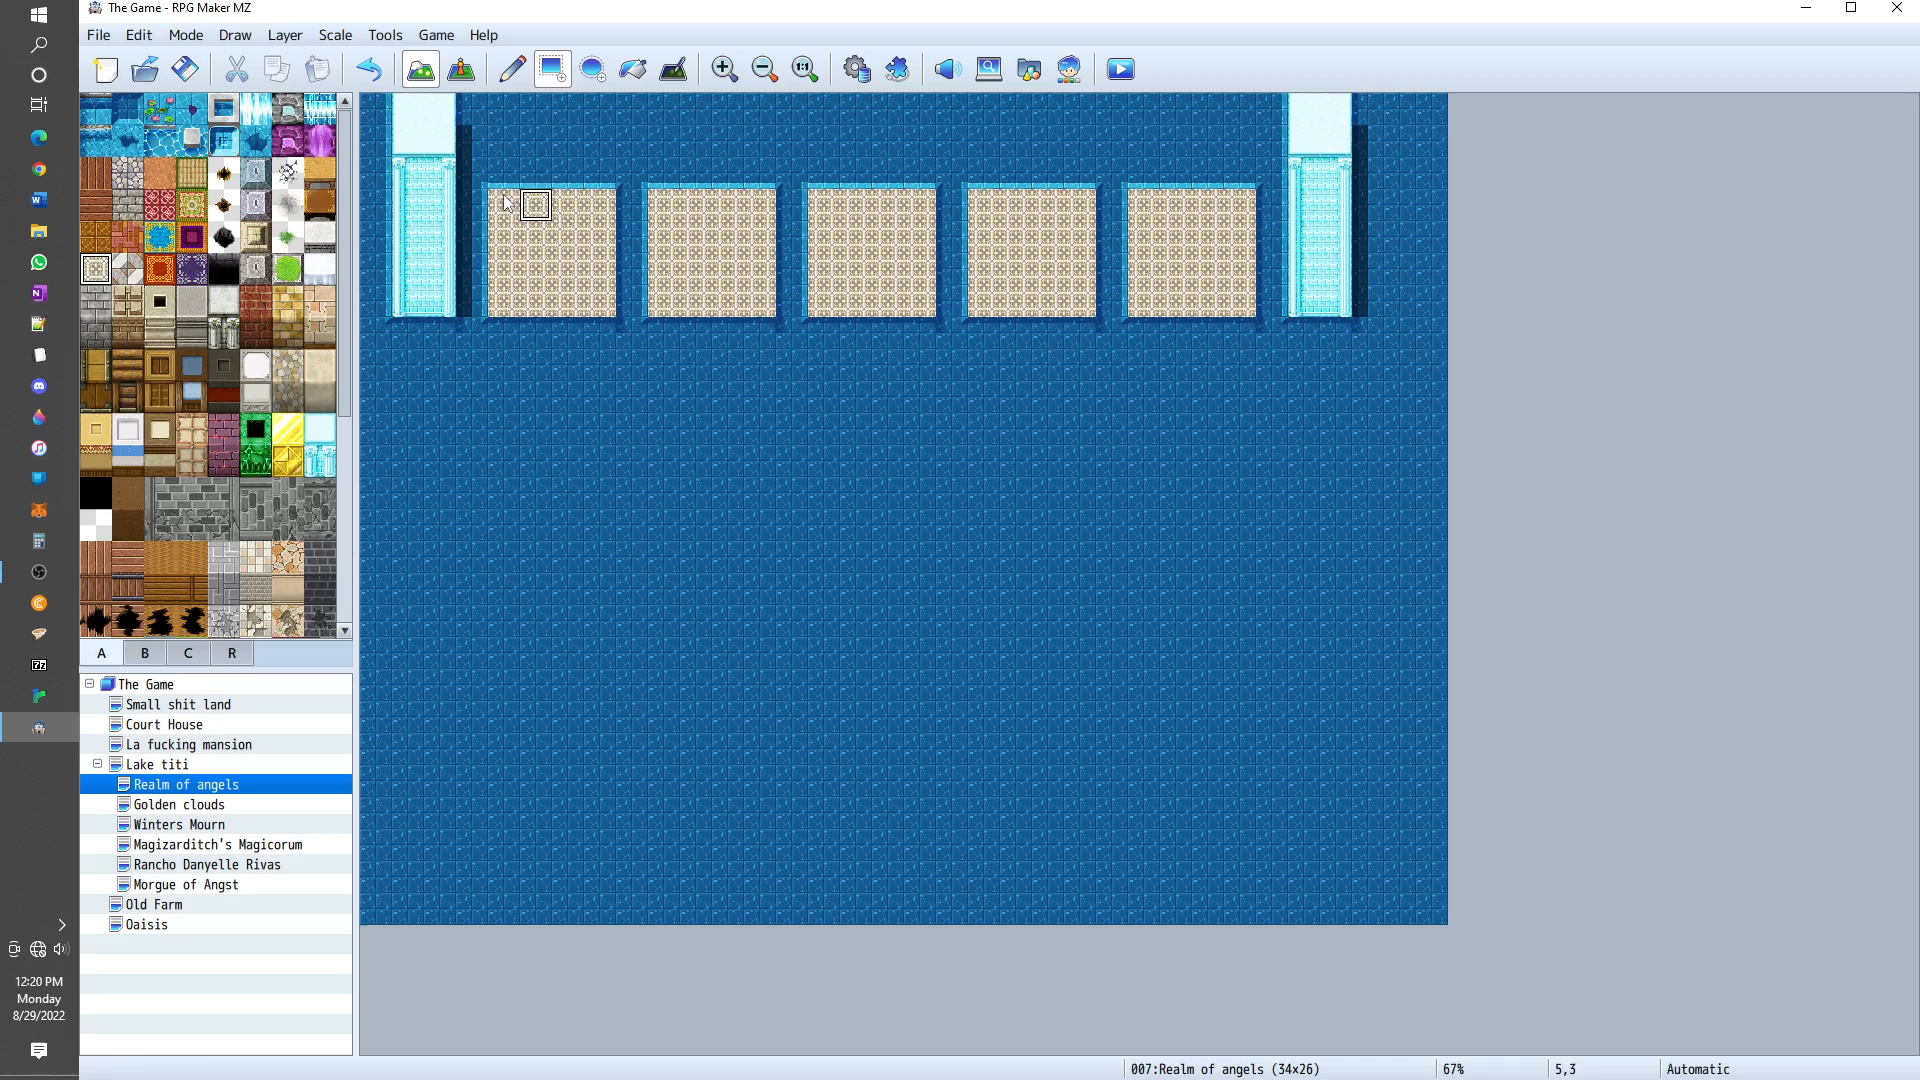 The Game - RPG Maker MZ
File Edit Mode Draw Layer Scale Tools Game Help
1:1
A B C R
The Game
Small shit land
Court House
La fucking mansion
Lake titi
Realm of angels
Golden clouds
Winters Mourn
Magizarditch's Magicorum
Rancho Danyelle Rivas
Morgue of Angst
Old Farm
Oaisis
12:20 PM
Monday
8/29/2022
007:Realm of angels (34x26) 67% 5,3 Automatic